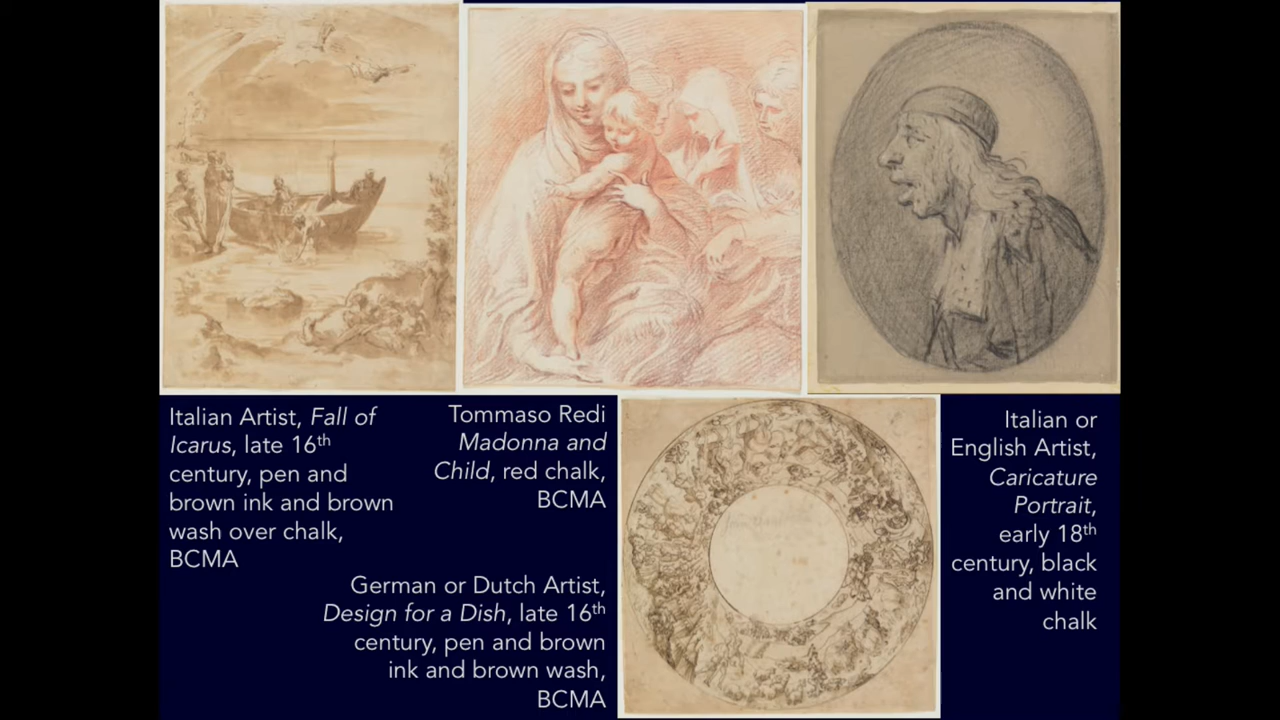 Italian Artist, Fall of
Icarus, late 16th
century, pen and
brown ink and brown
wash over chalk,
BCMA
Tommaso Redi
Madonna and
Child, red chalk,
BCMA
German or Dutch Artist,
Design for a Dish, late 16th
century, pen and brown
ink and brown wash,
BCMA
Italian or
English Artist,
Caricature
Portrait,
early 18th
century, black
and white
chalk